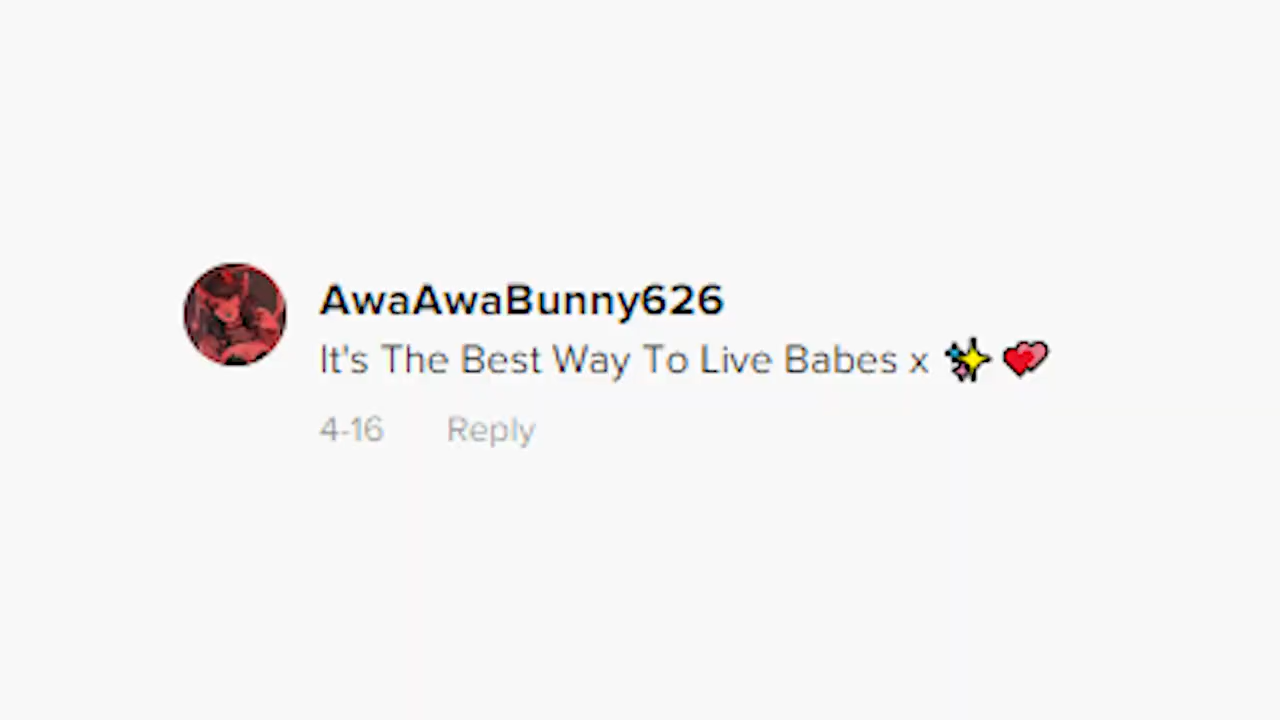 AwaAwaBunny626
It's The Best Way To Live Babes x ✨💕
4-16 Reply